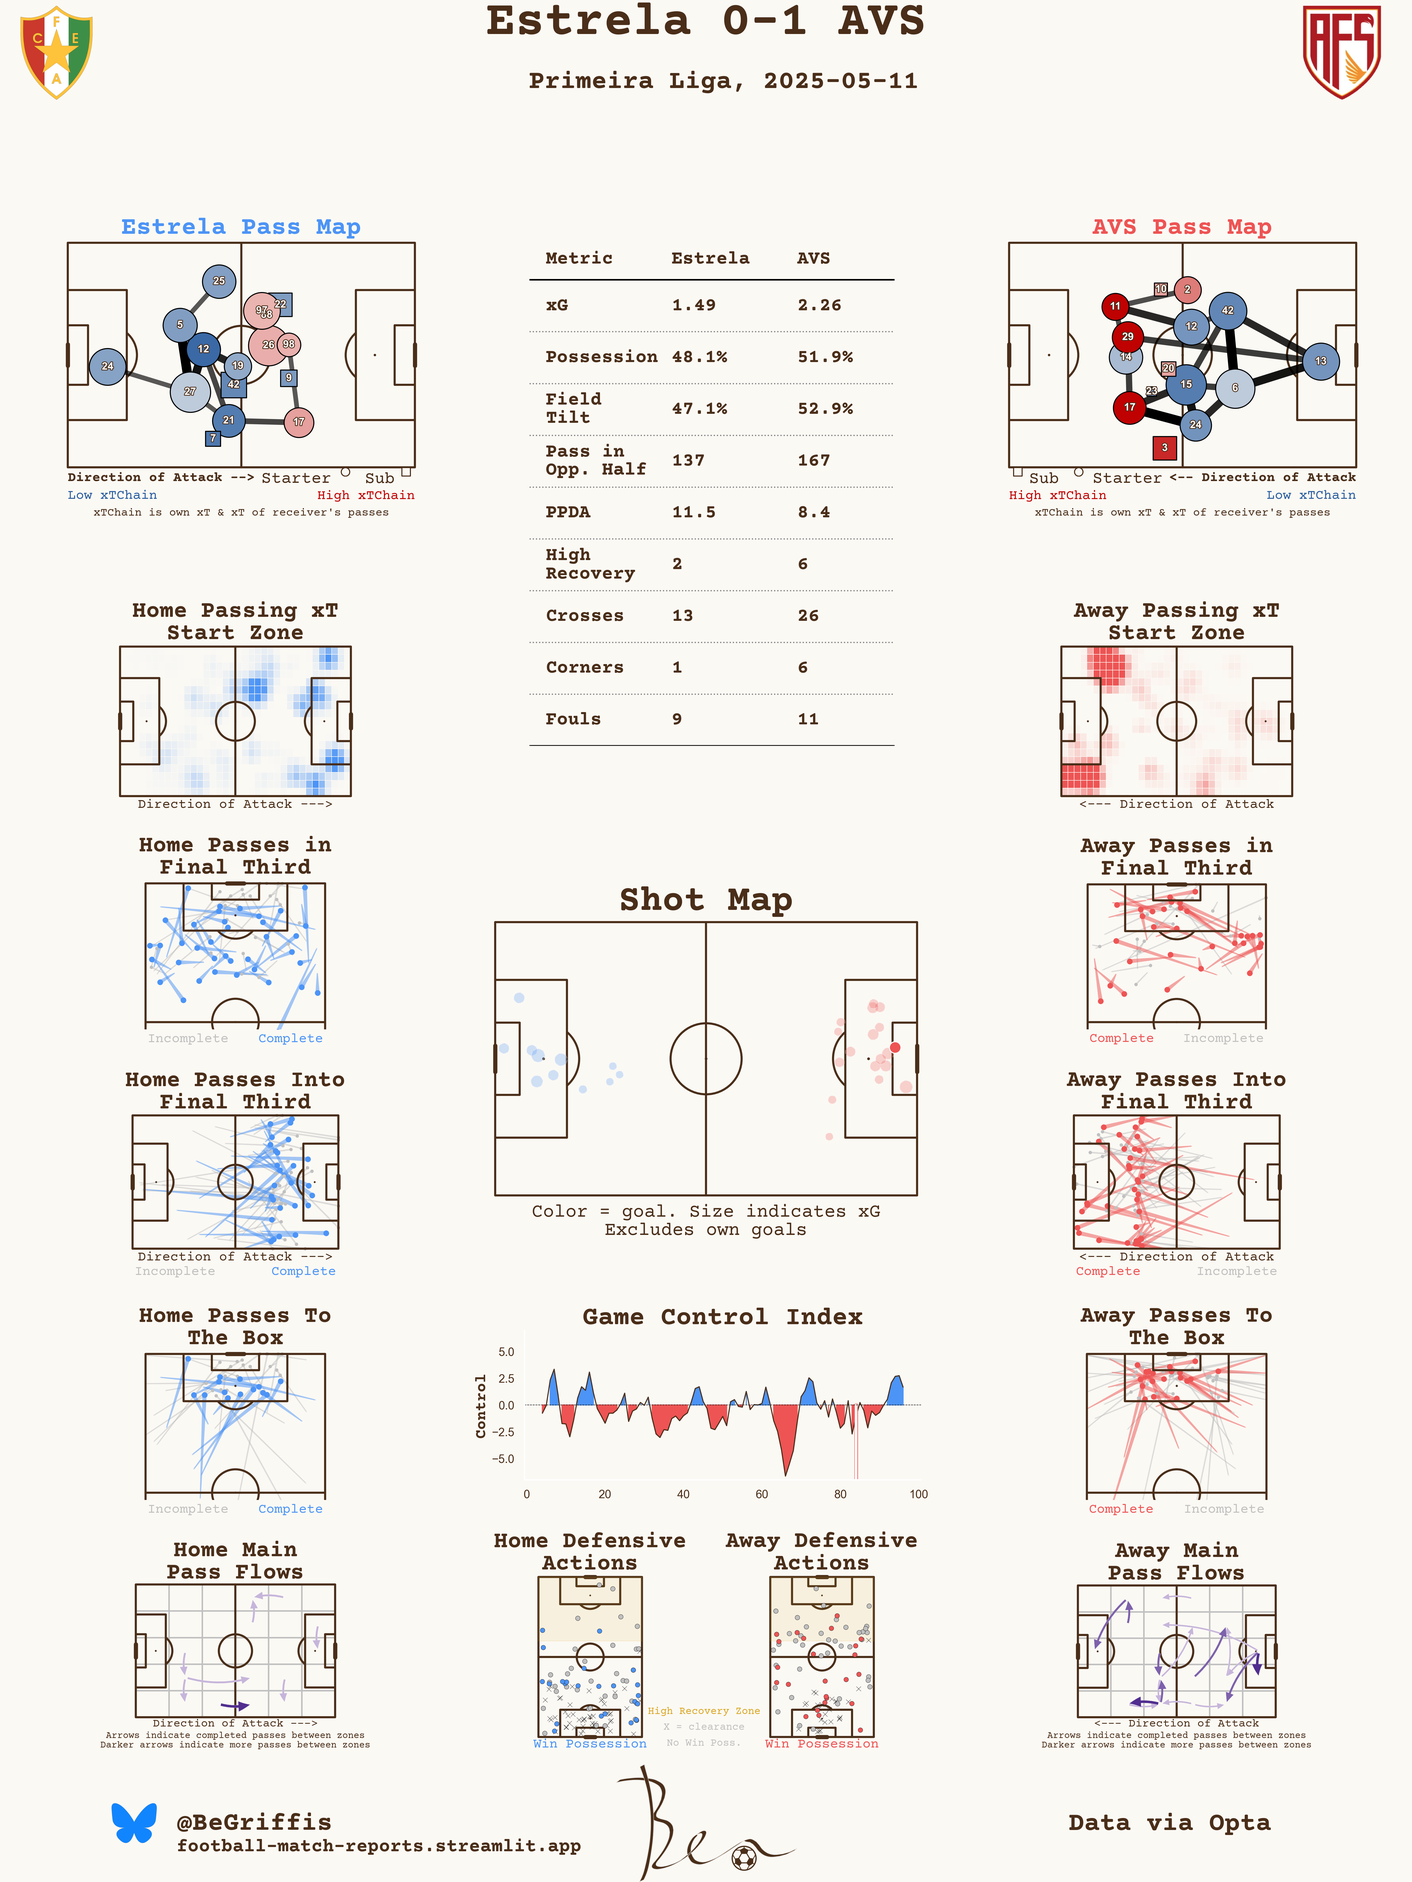 Estrela 0-1 AVS
Primeira Liga, 2025-05-11
C F E A
AFS
Estrela Pass Map
25
5
12
24
27
97
22
26
98
19
42
9
21
17
7
Direction of Attack --> Starter Sub
Low xTChain High xTChain
xTChain is own xT & xT of receiver's passes
Metric Estrela AVS
xG 1.49 2.26
Possession 48.1% 51.9%
Field
Tilt 47.1% 52.9%
Pass in
Opp. Half 137 167
PPDA 11.5 8.4
High
Recovery 2 6
Crosses 13 26
Corners 1 6
Fouls 9 11
AVS Pass Map
10
2
11
42
12
29
14
13
20
15
6
23
17
24
3
Sub Starter <-- Direction of Attack
High xTChain Low xTChain
xTChain is own xT & xT of receiver's passes
Home Passing xT
Start Zone
Direction of Attack --->
Away Passing xT
Start Zone
<--- Direction of Attack
Home Passes in
Final Third
Incomplete Complete
Away Passes in
Final Third
Complete Incomplete
Shot Map
Color = goal. Size indicates xG
Excludes own goals
Home Passes Into
Final Third
Direction of Attack --->
Incomplete Complete
Away Passes Into
Final Third
<--- Direction of Attack
Complete Incomplete
Home Passes To
The Box
Incomplete Complete
Game Control Index
Control
5.0
2.5
0.0
−2.5
−5.0
0 20 40 60 80 100
Away Passes To
The Box
Complete Incomplete
Home Main
Pass Flows
Direction of Attack --->
Arrows indicate completed passes between zones
Darker arrows indicate more passes between zones
Home Defensive
Actions
Win Possession
Away Defensive
Actions
Win Possession
High Recovery Zone
X = clearance
No Win Poss.
Away Main
Pass Flows
<--- Direction of Attack
Arrows indicate completed passes between zones
Darker arrows indicate more passes between zones
@BeGriffis
football-match-reports.streamlit.app
Ben
Data via Opta